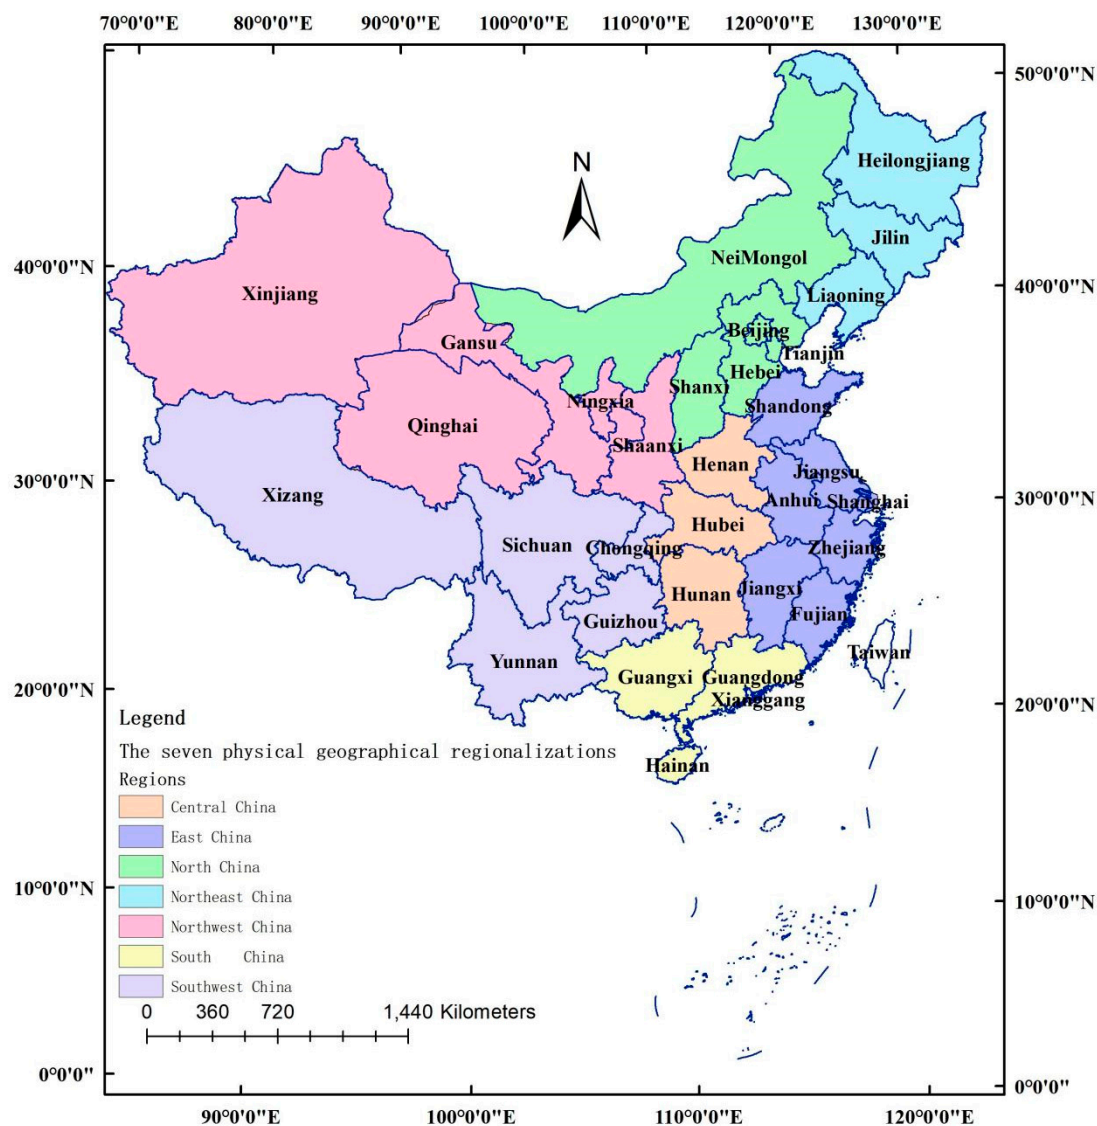 70°0'0"E 80°0'0"E 90°0'0"E 100°0'0"E 110°0'0"E 120°0'0"E 130°0'0"E
50°0'0"N
N
Heilongjiang
Jilin
NeiMongol
40°0'0"N
40°0'0"N
Xinjiang
Liaoning
Beijing
Gansu
Tianjin
Hebei
Shanxi
Ningxia
Shandong
Qinghai
Shaanxi
Henan
Jiangsu
30°0'0"N
30°0'0"N
Xizang
Anhui
Shanghai
Hubei
Sichuan
Chongqing
Zhejiang
Hunan
Jiangxi
Guizhou
Fujian
Taiwan
Yunnan
Guangxi
Guangdong
20°0'0"N
20°0'0"N
Xianggang
Hainan
Legend
The seven physical geographical regionalizations
Regions
Central China
East China
North China
Northeast China
Northwest China
South China
Southwest China
10°0'0"N
10°0'0"N
0 360 720 1,440 Kilometers
0°0'0"
0°0'0"
90°0'0"E 100°0'0"E 110°0'0"E 120°0'0"E